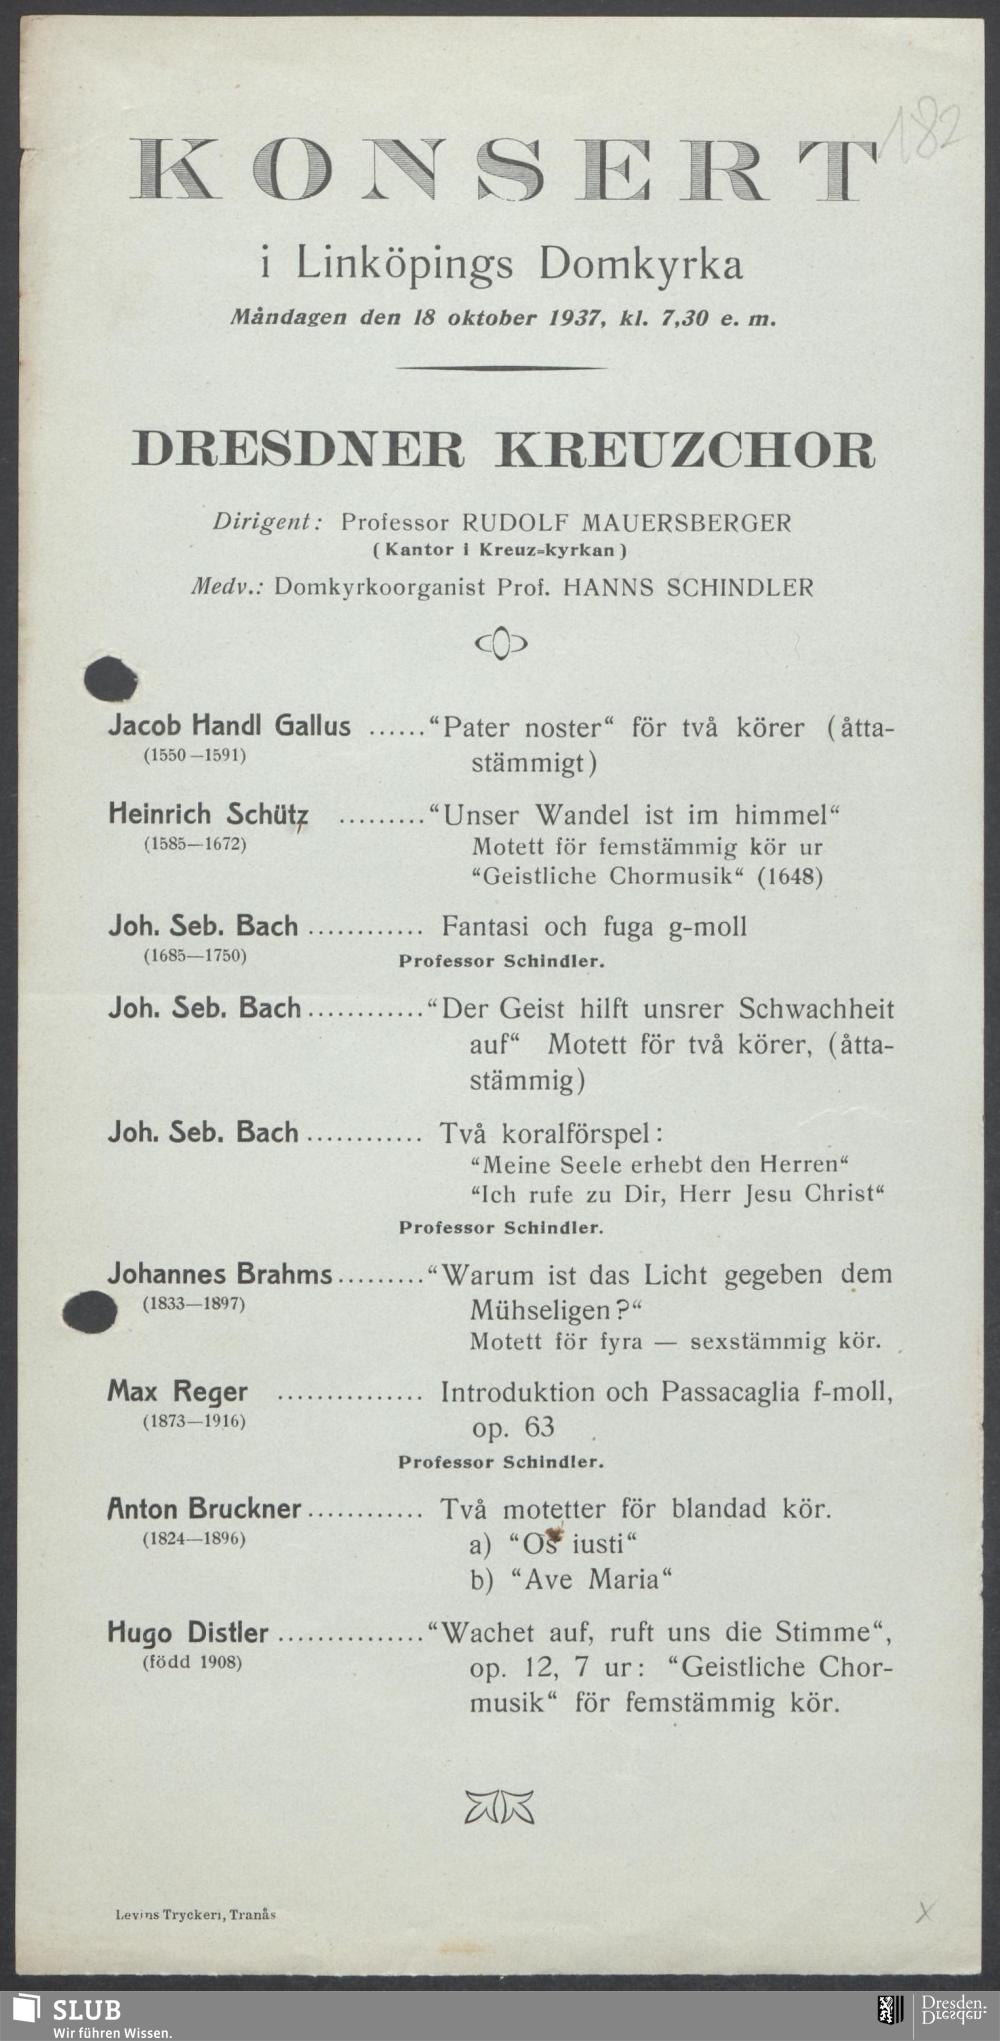 182
KONSERT
i Linköpings Domkyrka
Måndagen den 18 oktober 1937, kl. 7,30 e. m.
DRESDNER KREUZCHOR
Dirigent: Professor RUDOLF MAUERSBERGER
(Kantor i Kreuz=kyrkan)
Medv.: Domkyrkoorganist Prof. HANNS SCHINDLER
Jacob Handl Gallus ......“Pater noster“ för två körer (åtta-
(1550—1591) stämmigt)
Heinrich Schütz .........“Unser Wandel ist im himmel“
(1585—1672) Motett för femstämmig kör ur
“Geistliche Chormusik“ (1648)
Joh. Seb. Bach ............ Fantasi och fuga g-moll
(1685—1750) Professor Schindler.
Joh. Seb. Bach ............“Der Geist hilft unsrer Schwachheit
auf“ Motett för två körer, (åtta-
stämmig)
Joh. Seb. Bach ............ Två koralförspel:
“Meine Seele erhebt den Herren“
“Ich rufe zu Dir, Herr Jesu Christ“
Professor Schindler.
Johannes Brahms.........“Warum ist das Licht gegeben dem
(1833—1897) Mühseligen?“
Motett för fyra — sexstämmig kör.
Max Reger ............... Introduktion och Passacaglia f-moll,
(1873—1916) op. 63
Professor Schindler.
Anton Bruckner............ Två motetter för blandad kör.
(1824—1896) a) “Os iusti“
b) “Ave Maria“
Hugo Distler ...............“Wachet auf, ruft uns die Stimme“,
(född 1908) op. 12, 7 ur: “Geistliche Chor-
musik“ för femstämmig kör.
Levins Tryckeri, Tranås
x
SLUB
Wir führen Wissen.
Dresden.
Dresden.